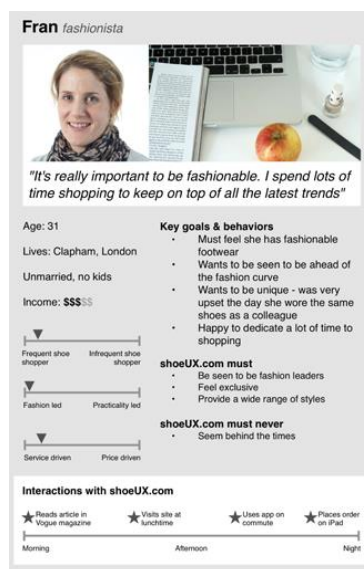 Fran fashionista
"It's really important to be fashionable. I spend lots of
time shopping to keep on top of all the latest trends"
Age: 31
Lives: Clapham, London
Unmarried, no kids
Income: $$$$$
Frequent shoe
shopper
Infrequent shoe
shopper
Fashion led
Practicality led
Service driven
Price driven
Key goals & behaviors
• Must feel she has fashionable
footwear
• Wants to be seen to be ahead of
the fashion curve
• Wants to be unique - was very
upset the day she wore the same
shoes as a colleague
• Happy to dedicate a lot of time to
shopping
shoeUX.com must
• Be seen to be fashion leaders
• Feel exclusive
• Provide a wide range of styles
shoeUX.com must never
• Seem behind the times
Interactions with shoeUX.com
Reads article in
Vogue magazine
Visits site at
lunchtime
Uses app on
commute
Places order
on iPad
Morning
Afternoon
Night